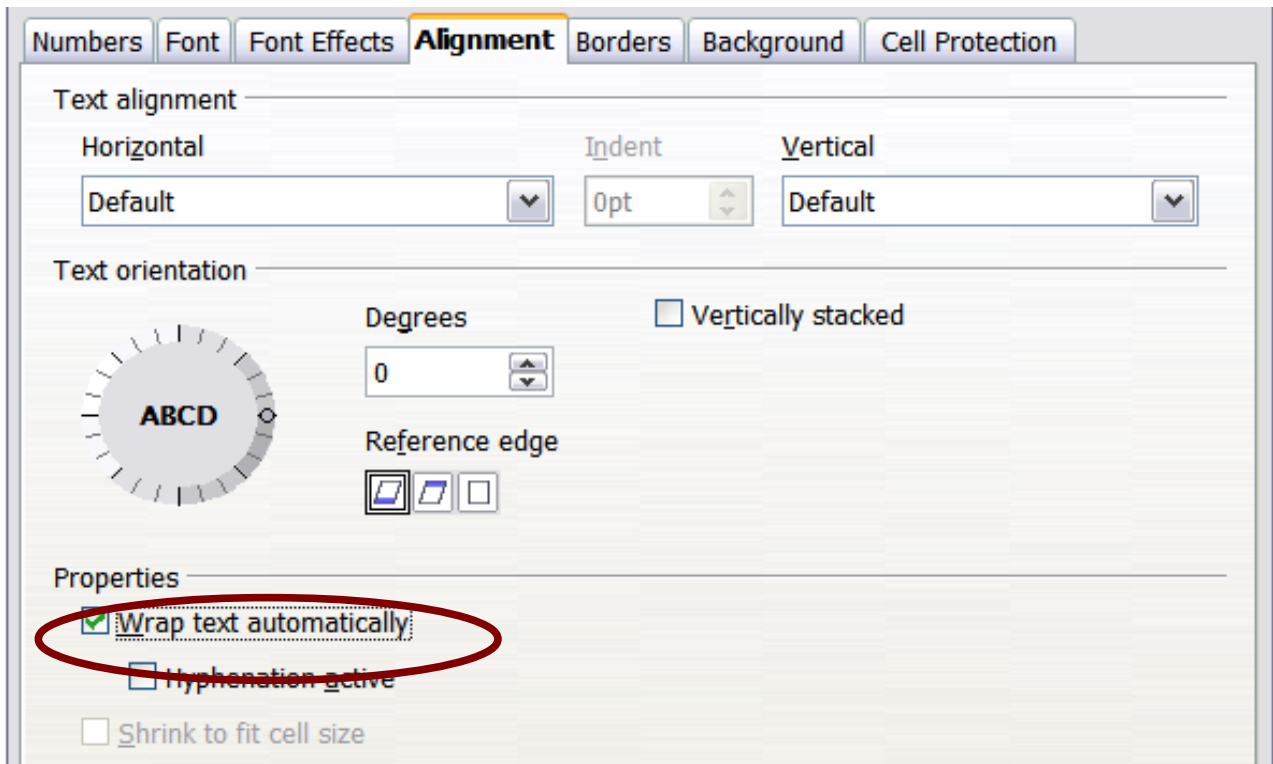 Numbers Font Font Effects Alignment Borders Background Cell Protection
Text alignment
Horizontal Indent Vertical
Default 0pt Default
Text orientation
Degrees Vertically stacked
0
ABCD
Reference edge
Properties
Wrap text automatically
Hyphenation active
Shrink to fit cell size